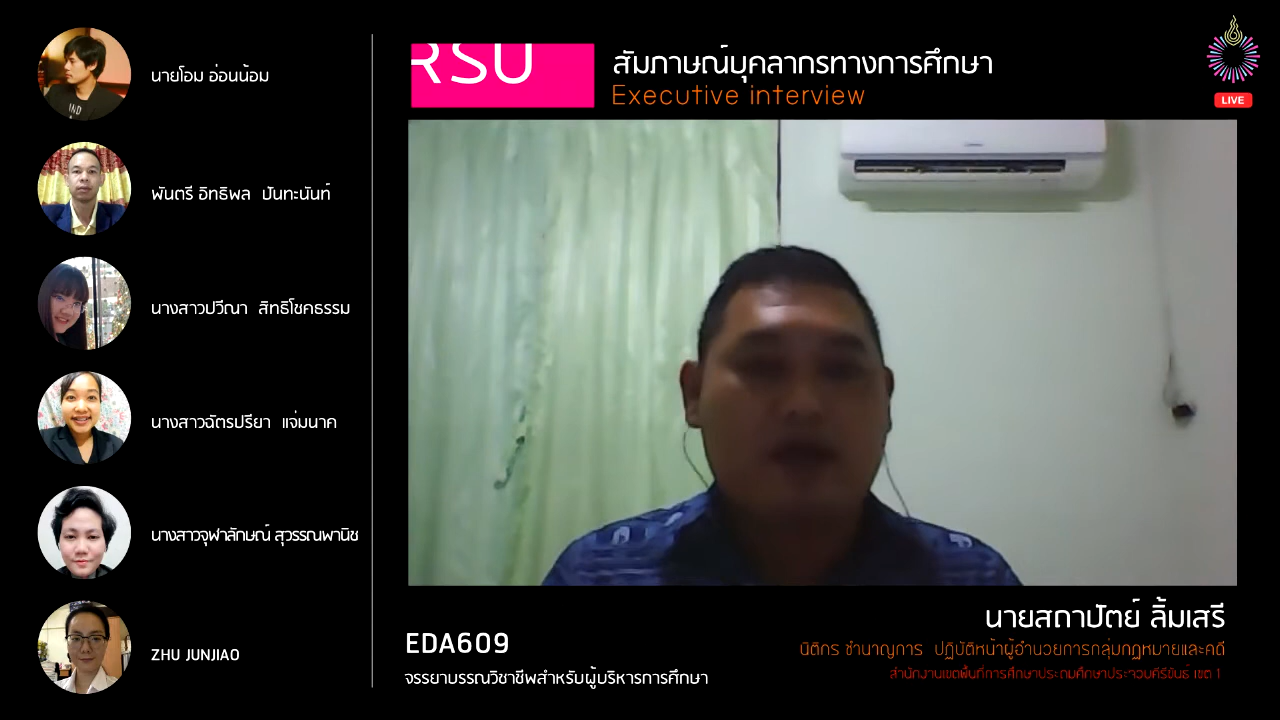 นายโอม อ่อนน้อม
พันตรี อิทธิพล ปันทะนันท์
นางสาวปวีณา สิทธิโชคธรรม
นางสาวฉัตรปรียา แจ่มนาค
นางสาวจุฬาลักษณ์ สุวรรณพานิช
ZHU JUNJIAO
RSU
สัมภาษณ์บุคลากรทางการศึกษา
Executive interview
LIVE
นายสถาปัตย์ ลิ้มเสรี
นิติกร ชำนาญการ ปฏิบัติหน้าผู้อำนวยการกลุ่มกฎหมายและคดี
สำนักงานเขตพื้นที่การศึกษาประถมศึกษาประจวบคีรีขันธ์ เขต 1
EDA609
จรรยาบรรณวิชาชีพสำหรับผู้บริหารการศึกษา